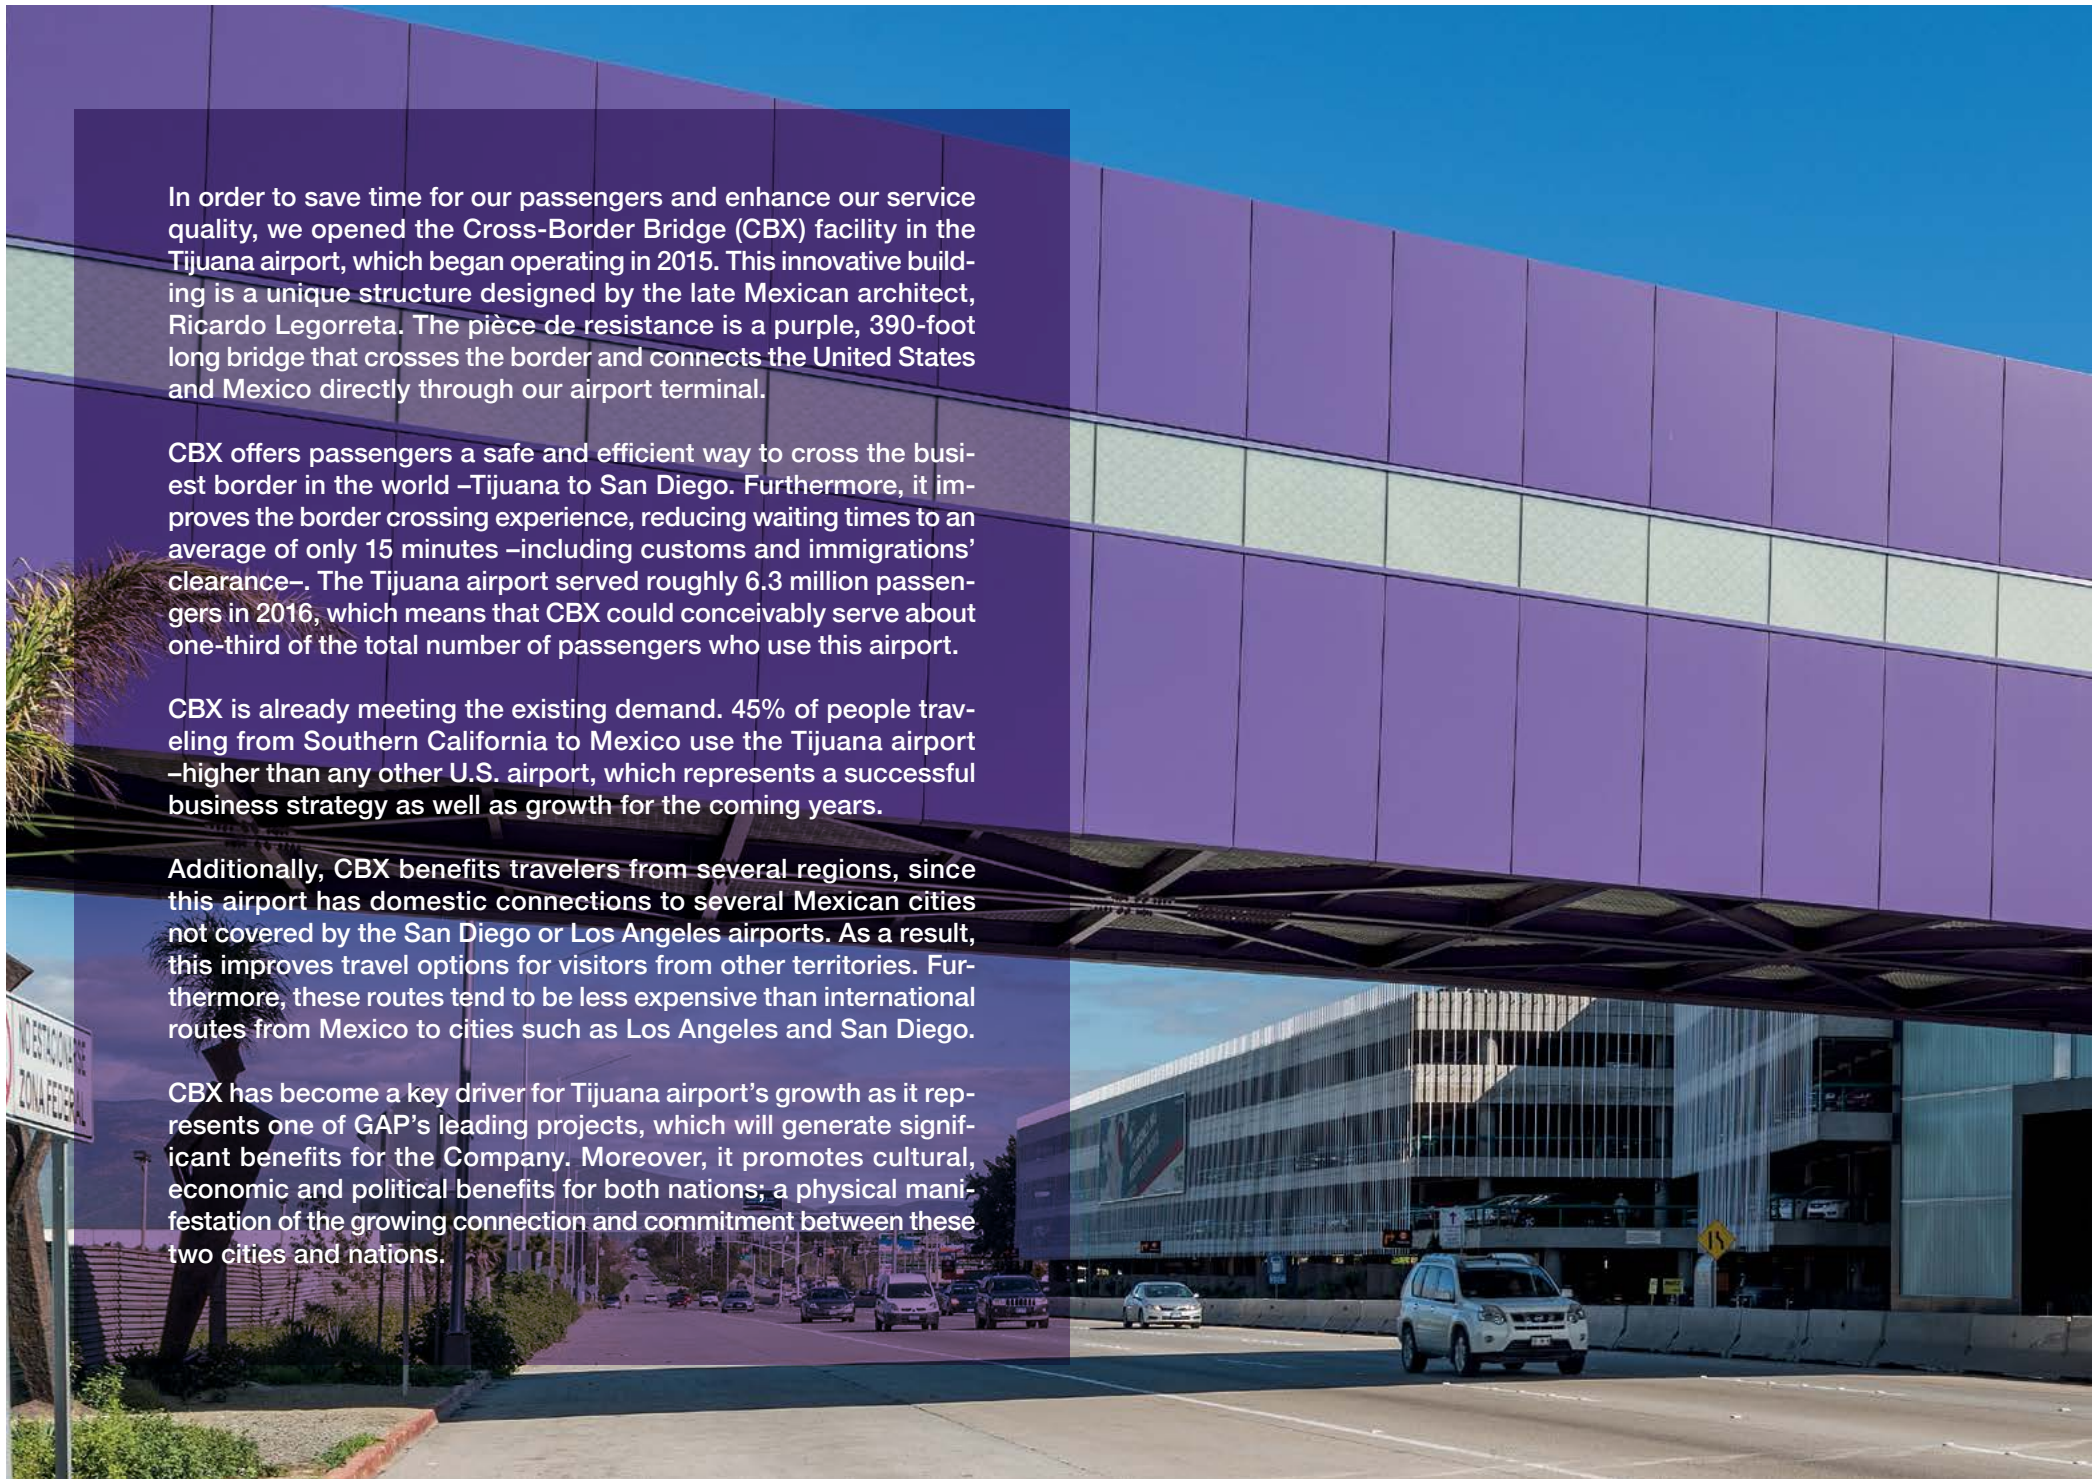 In order to save time for our passengers and enhance our service
quality, we opened the Cross-Border Bridge (CBX) facility in the
Tijuana airport, which began operating in 2015. This innovative build-
ing is a unique structure designed by the late Mexican architect,
Ricardo Legorreta. The pièce de resistance is a purple, 390-foot
long bridge that crosses the border and connects the United States
and Mexico directly through our airport terminal.
CBX offers passengers a safe and efficient way to cross the busi-
est border in the world –Tijuana to San Diego. Furthermore, it im-
proves the border crossing experience, reducing waiting times to an
average of only 15 minutes –including customs and immigrations’
clearance–. The Tijuana airport served roughly 6.3 million passen-
gers in 2016, which means that CBX could conceivably serve about
one-third of the total number of passengers who use this airport.
CBX is already meeting the existing demand. 45% of people trav-
eling from Southern California to Mexico use the Tijuana airport
–higher than any other U.S. airport, which represents a successful
business strategy as well as growth for the coming years.
Additionally, CBX benefits travelers from several regions, since
this airport has domestic connections to several Mexican cities
not covered by the San Diego or Los Angeles airports. As a result,
this improves travel options for visitors from other territories. Fur-
thermore, these routes tend to be less expensive than international
routes from Mexico to cities such as Los Angeles and San Diego.
CBX has become a key driver for Tijuana airport’s growth as it rep-
resents one of GAP’s leading projects, which will generate signif-
icant benefits for the Company. Moreover, it promotes cultural,
economic and political benefits for both nations; a physical mani-
festation of the growing connection and commitment between these
two cities and nations.
NO ESTACIONARSE
ZONA FEDERAL